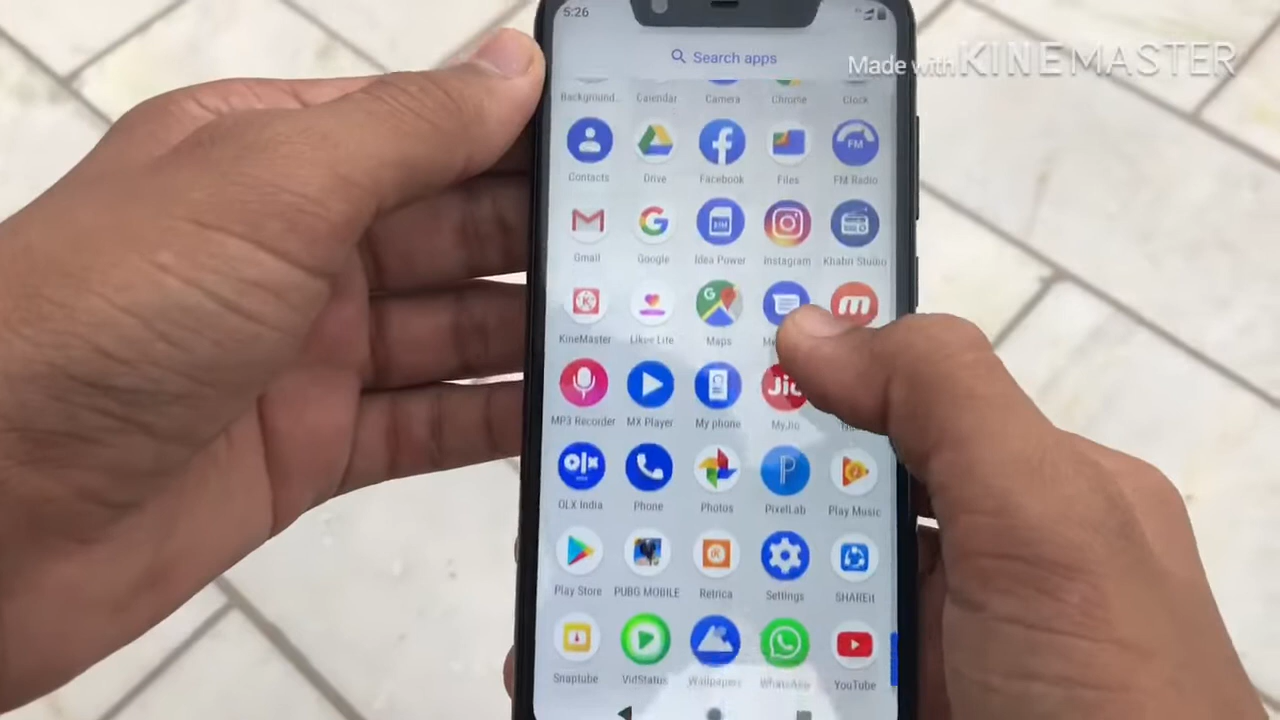 5:26
Search apps
Made with KINEMASTER
Background.. Calendar Camera Chrome Clock
FM
Contacts Drive Facebook Files FM Radio
SIM
Gmail Google Idea Power Instagram Khabri Studio
G
m
KineMaster Likee Lite Maps
Jio
MP3 Recorder MX Player My phone MyJio
olx
P
OLX India Phone Photos PixelLab Play Music
Play Store PUBG MOBILE Retrica Settings SHAREit
Snaptube VidStatus Wallpapers WhatsApp YouTube